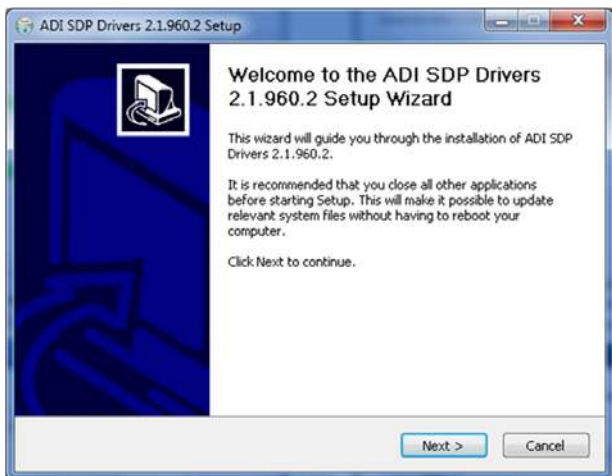 ADI SDP Drivers 2.1.960.2 Setup
Welcome to the ADI SDP Drivers
2.1.960.2 Setup Wizard
This wizard will guide you through the installation of ADI SDP
Drivers 2.1.960.2.
It is recommended that you close all other applications
before starting Setup. This will make it possible to update
relevant system files without having to reboot your
computer.
Click Next to continue.
Next >
Cancel